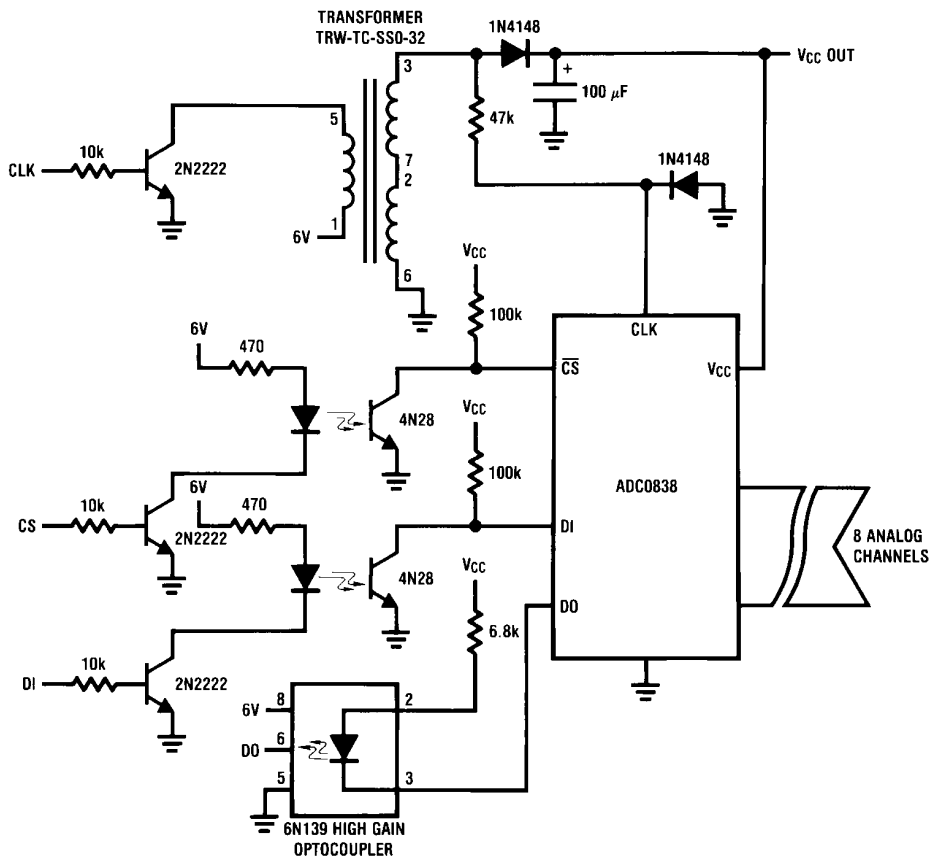 TRANSFORMER
TRW-TC-SSO-32
1N4148
3
VCC OUT
+
100 μF
5
47k
10k
7
1N4148
CLK
2N2222
2
1
6V
6
VCC
100k
CLK
6V
470
CS
VCC
VCC
4N28
100k
ADC0838
10k
6V
470
CS
2N2222
DI
8 ANALOG
CHANNELS
4N28
VCC
DO
6.8k
10k
DI
2N2222
8
2
6V
DO
6
5
3
6N139 HIGH GAIN
OPTOCOUPLER